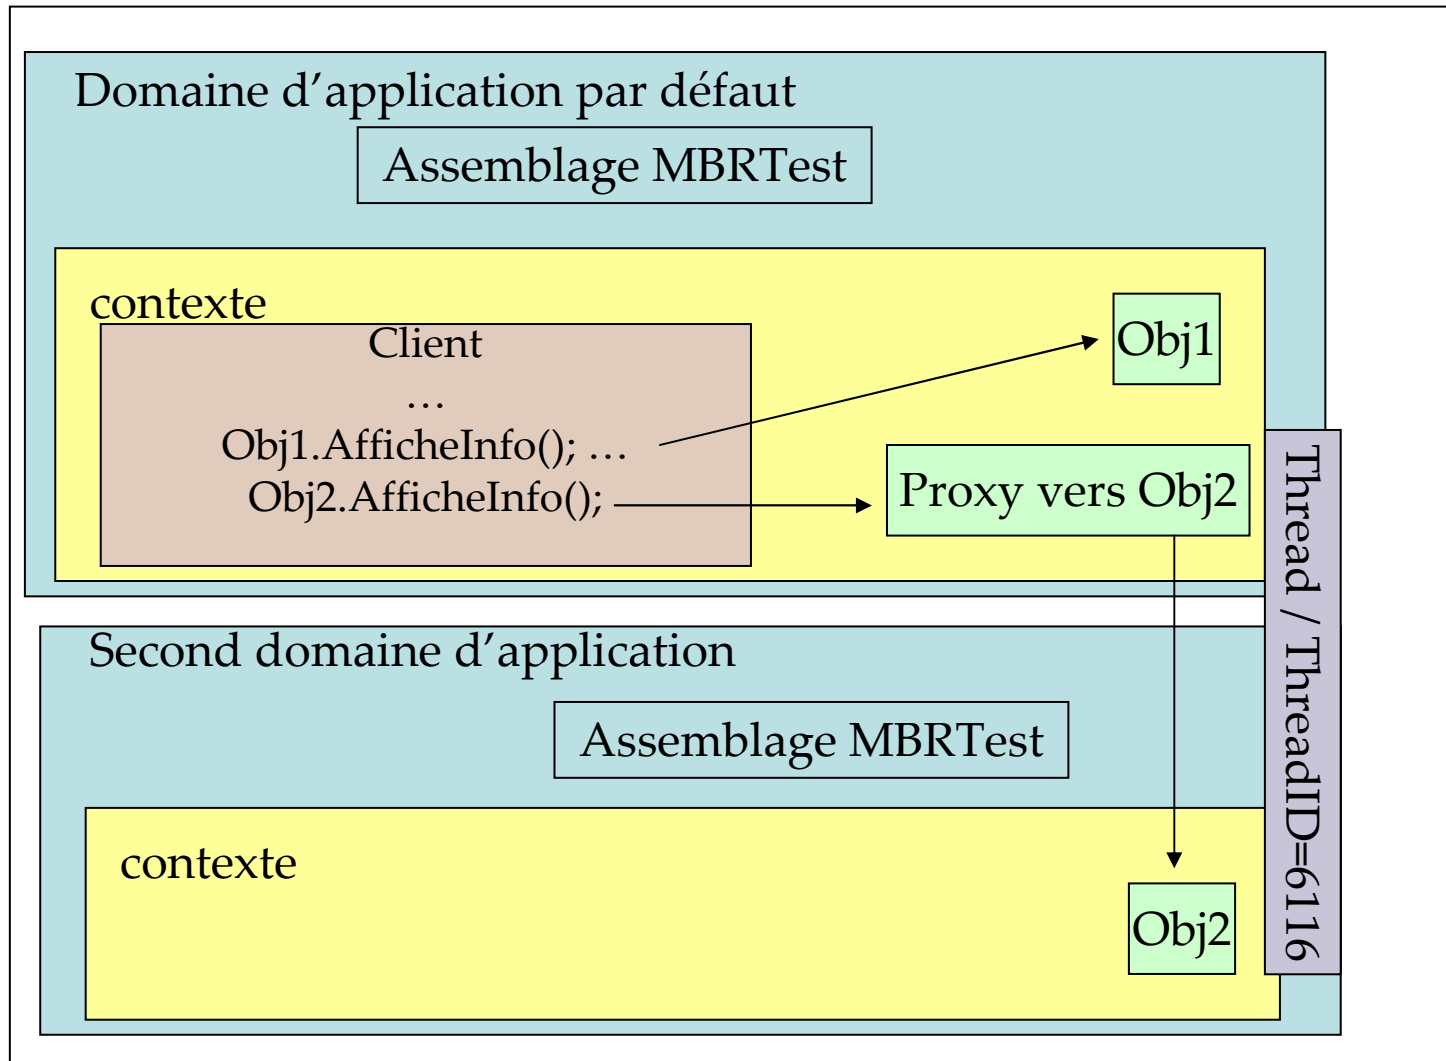 Domaine d’application par défaut
Assemblage MBRTest
contexte
Client
…
Obj1.AfficheInfo(); …
Obj2.AfficheInfo();
Obj1
Proxy vers Obj2
Thread / ThreadID=6116
Second domaine d’application
Assemblage MBRTest
contexte
Obj2